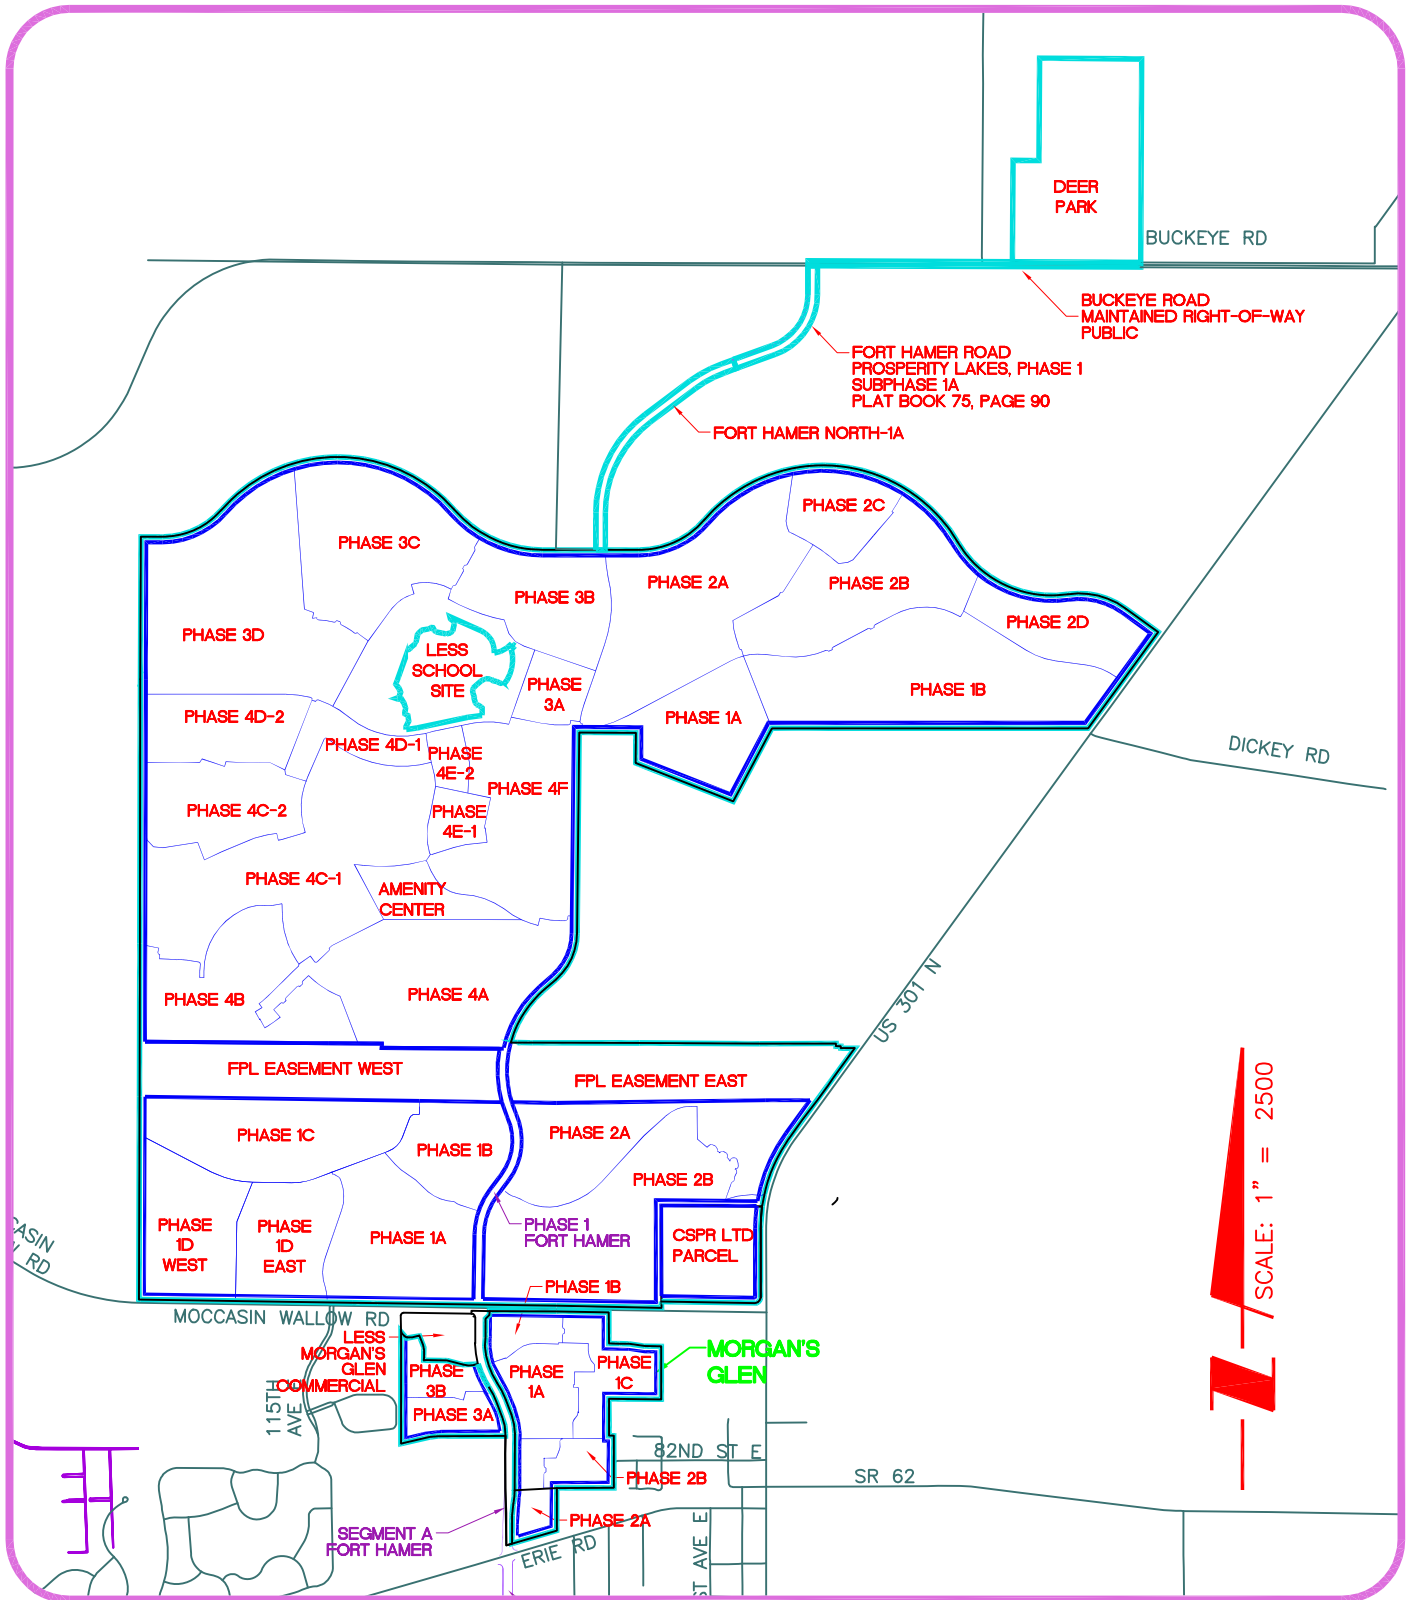 DEER
PARK
BUCKEYE RD
BUCKEYE ROAD
MAINTAINED RIGHT-OF-WAY
PUBLIC
FORT HAMER ROAD
PROSPERITY LAKES, PHASE 1
SUBPHASE 1A
PLAT BOOK 75, PAGE 90
FORT HAMER NORTH-1A
PHASE 2C
PHASE 3C
PHASE 2A
PHASE 2B
PHASE 3B
PHASE 2D
PHASE 3D
LESS
SCHOOL
SITE
PHASE
3A
PHASE 1B
PHASE 4D-2
PHASE 1A
PHASE 4D-1
PHASE
4E-2
DICKEY RD
PHASE 4F
PHASE 4C-2
PHASE
4E-1
PHASE 4C-1
AMENITY
CENTER
PHASE 4B
PHASE 4A
US 301 N
FPL EASEMENT WEST
FPL EASEMENT EAST
PHASE 1C
PHASE 2A
PHASE 1B
PHASE 2B
PHASE
1D
WEST
PHASE
1D
EAST
PHASE 1A
PHASE 1
FORT HAMER
CSPR LTD
PARCEL
CASIN
RD
SCALE: 1" = 2500
N
PHASE 1B
MOCCASIN WALLOW RD
LESS
MORGAN'S
GLEN
COMMERCIAL
MORGAN'S
GLEN
PHASE
3B
PHASE
1A
PHASE
1C
PHASE 3A
115TH
AVE E
82ND ST E
PHASE 2B
SR 62
PHASE 2A
SEGMENT A
FORT HAMER
ERIE RD
ST AVE E